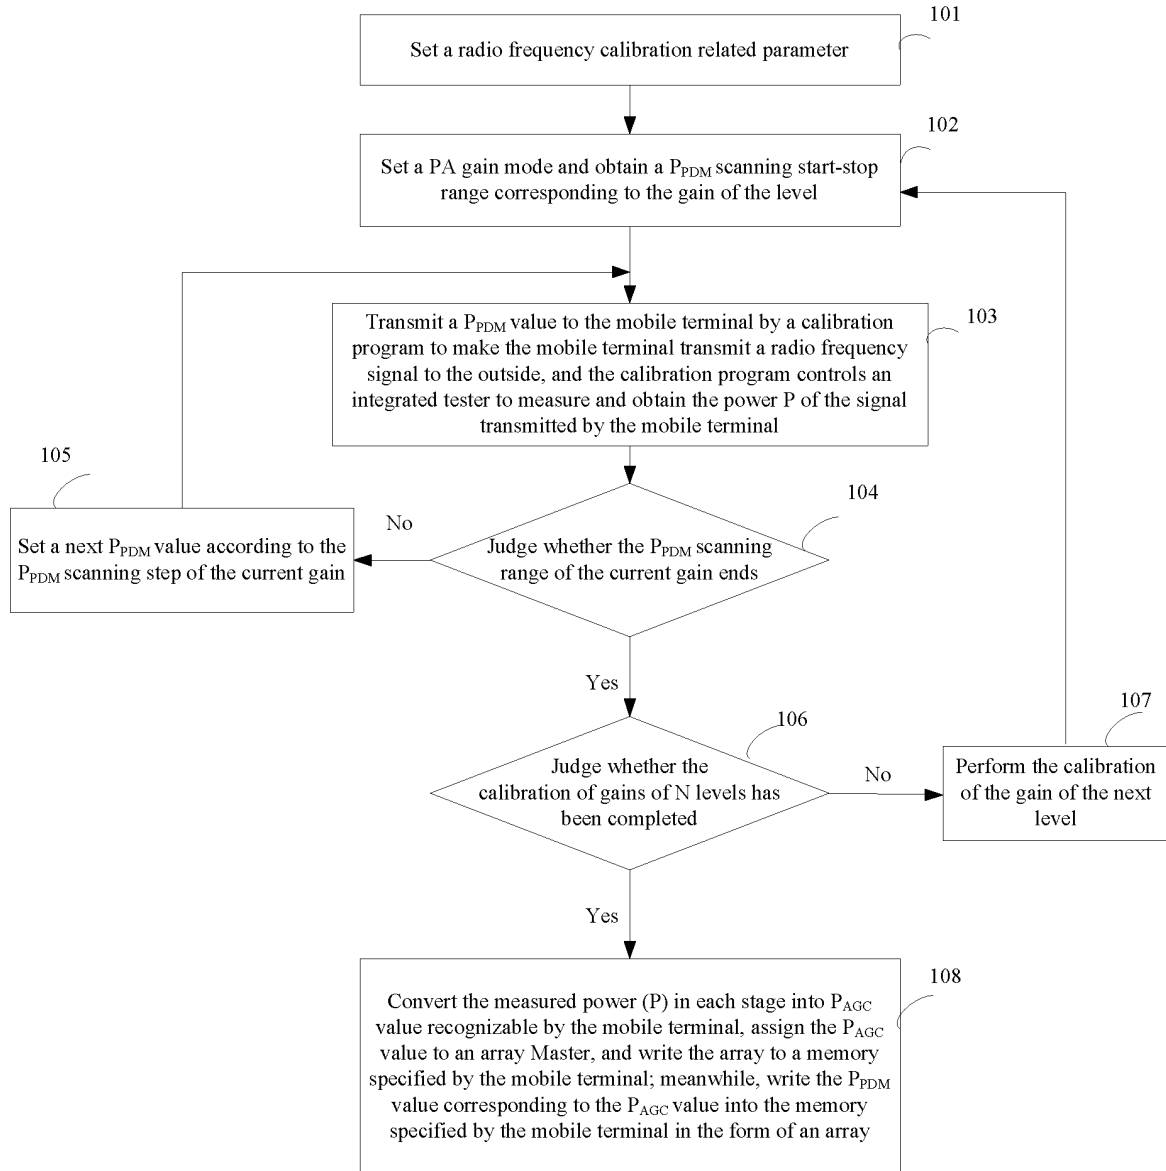 101
Set a radio frequency calibration related parameter
102
Set a PA gain mode and obtain a PPDM scanning start-stop
range corresponding to the gain of the level
103
Transmit a PPDM value to the mobile terminal by a calibration
program to make the mobile terminal transmit a radio frequency
signal to the outside, and the calibration program controls an
integrated tester to measure and obtain the power P of the signal
transmitted by the mobile terminal
105
104
No
Set a next PPDM value according to the
PPDM scanning step of the current gain
Judge whether the PPDM scanning
range of the current gain ends
Yes
106
107
Judge whether the
calibration of gains of N levels has
been completed
No
Perform the calibration
of the gain of the next
level
Yes
108
Convert the measured power (P) in each stage into PAGC
value recognizable by the mobile terminal, assign the PAGC
value to an array Master, and write the array to a memory
specified by the mobile terminal; meanwhile, write the PPDM
value corresponding to the PAGC value into the memory
specified by the mobile terminal in the form of an array